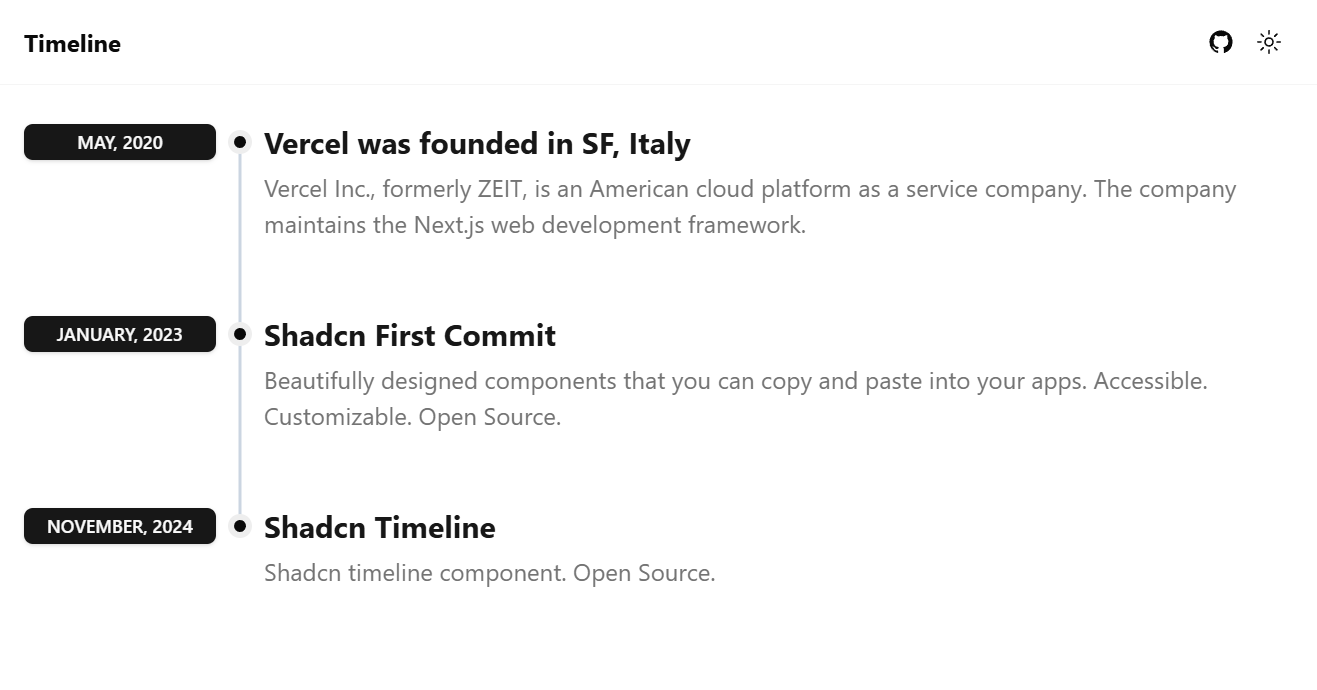 Timeline
MAY, 2020
Vercel was founded in SF, Italy
Vercel Inc., formerly ZEIT, is an American cloud platform as a service company. The company
maintains the Next.js web development framework.
JANUARY, 2023
Shadcn First Commit
Beautifully designed components that you can copy and paste into your apps. Accessible.
Customizable. Open Source.
NOVEMBER, 2024
Shadcn Timeline
Shadcn timeline component. Open Source.